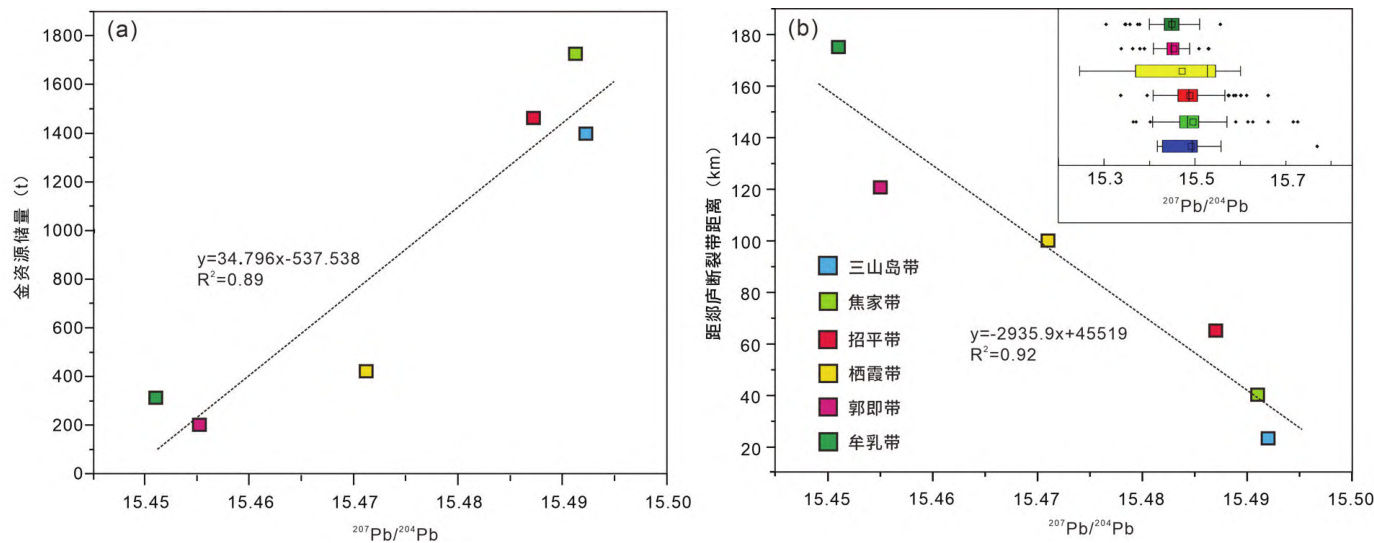 (a)
1800
1600
1400
1200
1800
800
600
400
200
0
金资源储量（t）
y=34.796x-537.538
R²=0.89
15.45
15.46
15.47
15.48
15.49
15.50
²⁰⁷Pb/²⁰⁴Pb
(b)
180
160
140
120
100
80
60
40
20
距郯庐断裂带距离（km）
15.3
15.5
15.7
²⁰⁷Pb/²⁰⁴Pb
三山岛带
焦家带
招平带
栖霞带
郭即带
牟乳带
y=-2935.9x+45519
R²=0.92
15.45
15.46
15.47
15.48
15.49
15.50
²⁰⁷Pb/²⁰⁴Pb